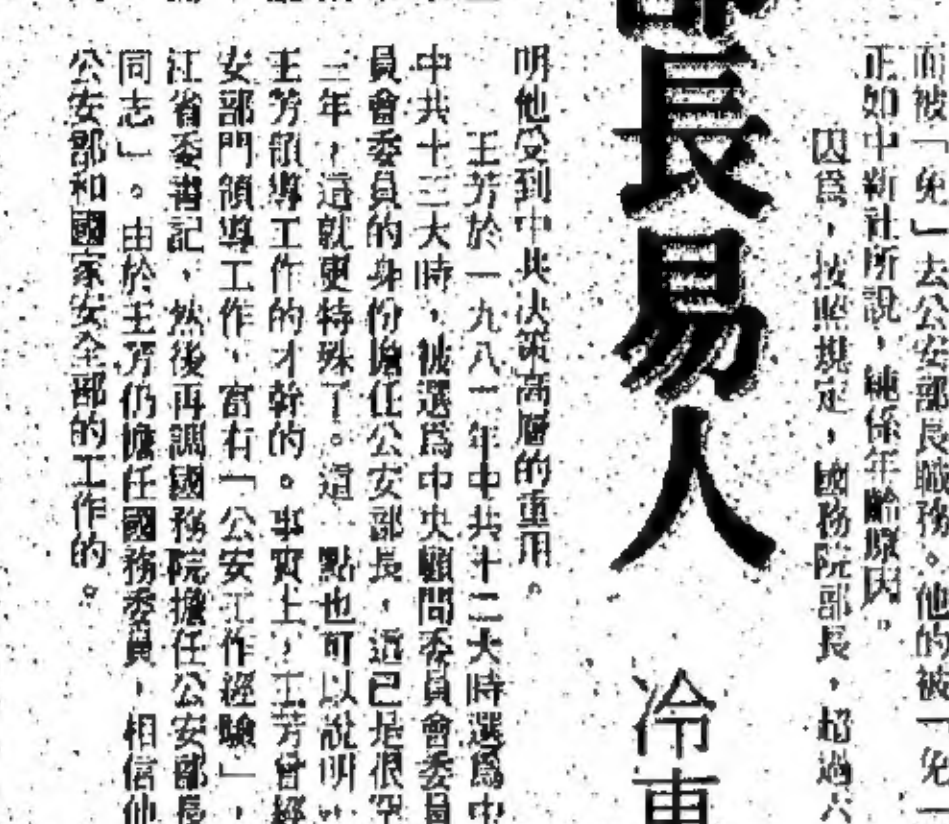 而被「免」去公安部長職務。他的被「免」
正如中新社所說，純係年齡原因。
因爲，按照規定，國務院部長，超過六
部長易人
冷
明他受到中共决策高層的重用。
王芳於一九八二年中共十二大時選爲中
中共十三大時，被選爲中央顧問委員會委員
員會委員的身份擔任公安部長，這已是很罕
三年，這就更特殊了。這一點也可以說明
王芳領導工作的才幹的。事實上，王芳曾經
安部門領導工作，富有「公安工作經驗」，
江省委書記，然後再調國務院擔任公安部長
同志」。由於王芳仍擔任國務委員，相信他
公安部和國家安全部的工作的。